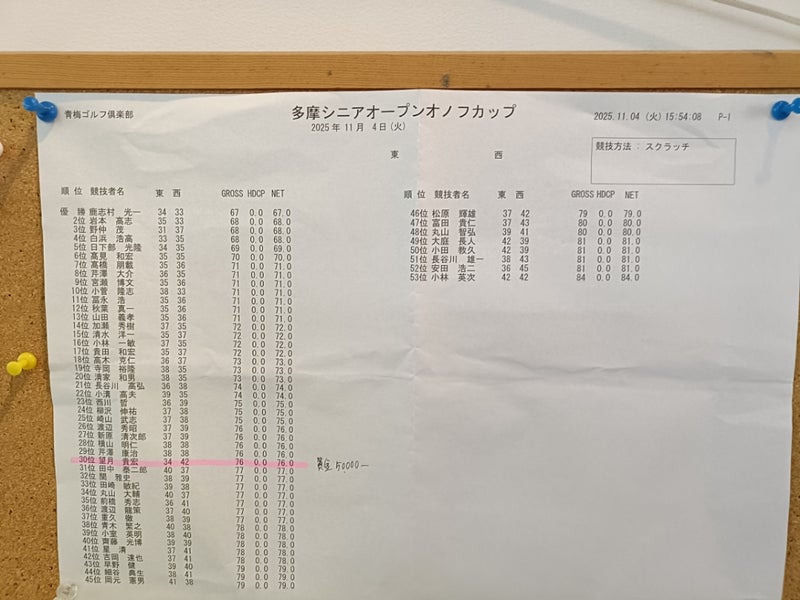 青梅ゴルフ倶楽部
多摩シニアオープンオノフカップ
2025.11.04 (火) 15:54:08 P-1
2025年11月 4日(火)
東 西
競技方法 : スクラッチ
順 位 競技者名 東 西 GROSS HDCP NET
優 勝 鹿志村 光一 34 33 67 0.0 67.0
2位 岩本 高志 35 33 68 0.0 68.0
3位 野仲 茂 31 37 68 0.0 68.0
4位 白浜 浩高 33 35 68 0.0 68.0
5位 日下部 光隆 34 35 69 0.0 69.0
6位 高見 和宏 35 35 70 0.0 70.0
7位 高橋 朋載 36 35 71 0.0 71.0
8位 芹澤 大介 36 35 71 0.0 71.0
9位 宮瀬 博文 35 36 71 0.0 71.0
10位 小菅 隆志 38 33 71 0.0 71.0
11位 冨永 浩 35 36 71 0.0 71.0
12位 秋葉 真一 36 35 71 0.0 71.0
13位 山田 義孝 35 36 71 0.0 71.0
14位 加瀬 秀樹 37 35 72 0.0 72.0
15位 清水 洋一 35 37 72 0.0 72.0
16位 小林 一敏 37 35 72 0.0 72.0
17位 貴田 和宏 35 37 72 0.0 72.0
18位 高木 克仁 36 37 73 0.0 73.0
19位 寺岡 裕隆 38 35 73 0.0 73.0
20位 清家 和男 38 35 73 0.0 73.0
21位 長谷川 高弘 36 38 74 0.0 74.0
22位 小溝 高夫 39 35 74 0.0 74.0
23位 西川 哲 36 39 75 0.0 75.0
24位 柳沢 伸祐 37 38 75 0.0 75.0
25位 崎山 武志 37 38 75 0.0 75.0
26位 渡辺 秀昭 37 39 76 0.0 76.0
27位 新原 清次郎 37 39 76 0.0 76.0
28位 横山 明仁 38 38 76 0.0 76.0
29位 芹澤 康治 38 38 76 0.0 76.0
30位 望月 貴宏 34 42 76 0.0 76.0 賞金 50000-
31位 田中 泰二郎 40 37 77 0.0 77.0
32位 関 雅史 38 39 77 0.0 77.0
33位 田崎 敏紀 39 38 77 0.0 77.0
34位 丸山 大輔 40 37 77 0.0 77.0
35位 前橋 秀志 36 41 77 0.0 77.0
36位 渡辺 龍策 37 40 77 0.0 77.0
37位 重久 徹 38 39 77 0.0 77.0
38位 青木 繁之 40 38 78 0.0 78.0
39位 小室 英明 38 40 78 0.0 78.0
40位 齊藤 光博 39 39 78 0.0 78.0
41位 星 清 37 41 78 0.0 78.0
42位 吉岡 達也 37 41 78 0.0 78.0
43位 早野 健 39 40 79 0.0 79.0
44位 細谷 典生 38 41 79 0.0 79.0
45位 岡元 憲男 41 38 79 0.0 79.0
順 位 競技者名 東 西 GROSS HDCP NET
46位 松原 輝雄 37 42 79 0.0 79.0
47位 富田 貴仁 37 43 80 0.0 80.0
48位 丸山 智弘 39 41 80 0.0 80.0
49位 大庭 長人 42 39 81 0.0 81.0
50位 小田 教久 42 39 81 0.0 81.0
51位 長谷川 雄一 38 43 81 0.0 81.0
52位 安田 浩二 36 45 81 0.0 81.0
53位 小林 英次 42 42 84 0.0 84.0